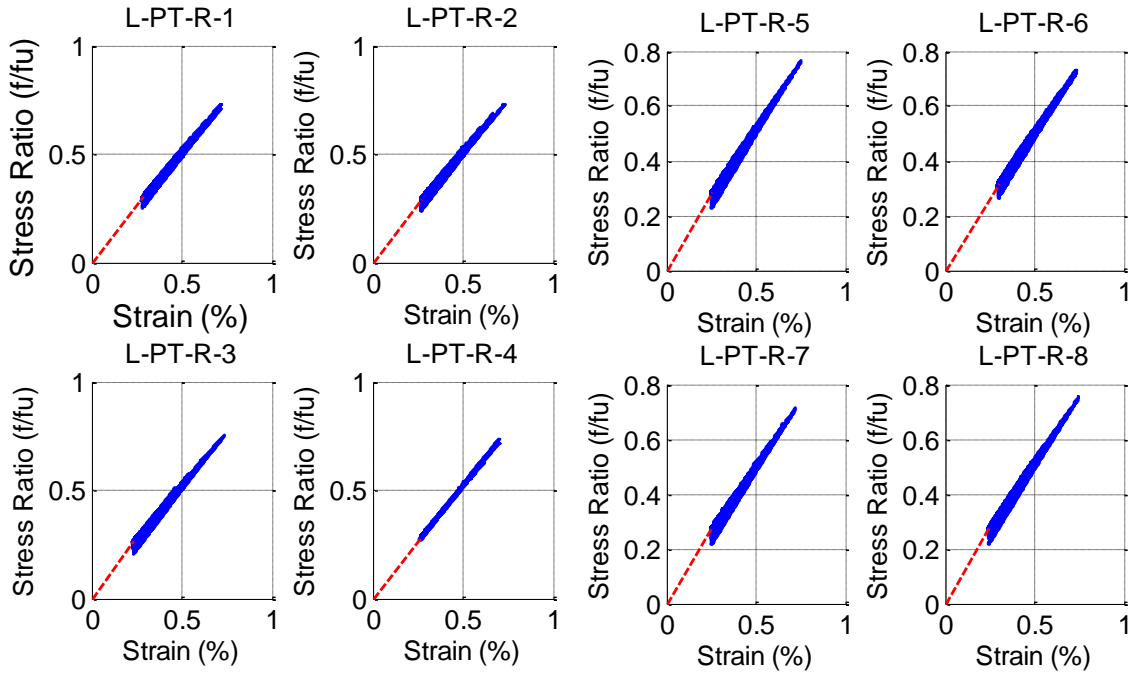 L-PT-R-1
Stress Ratio (f/fu)
1
0.5
0
0 0.5 1
Strain (%)
L-PT-R-2
Stress Ratio (f/fu)
1
0.5
0
0 0.5 1
Strain (%)
L-PT-R-5
Stress Ratio (f/fu)
0.8
0.6
0.4
0.2
0
0 0.5 1
Strain (%)
L-PT-R-6
Stress Ratio (f/fu)
0.8
0.6
0.4
0.2
0
0 0.5 1
Strain (%)
L-PT-R-3
Stress Ratio (f/fu)
1
0.5
0
0 0.5 1
Strain (%)
L-PT-R-4
Stress Ratio (f/fu)
1
0.5
0
0 0.5 1
Strain (%)
L-PT-R-7
Stress Ratio (f/fu)
0.8
0.6
0.4
0.2
0
0 0.5 1
Strain (%)
L-PT-R-8
Stress Ratio (f/fu)
0.8
0.6
0.4
0.2
0
0 0.5 1
Strain (%)